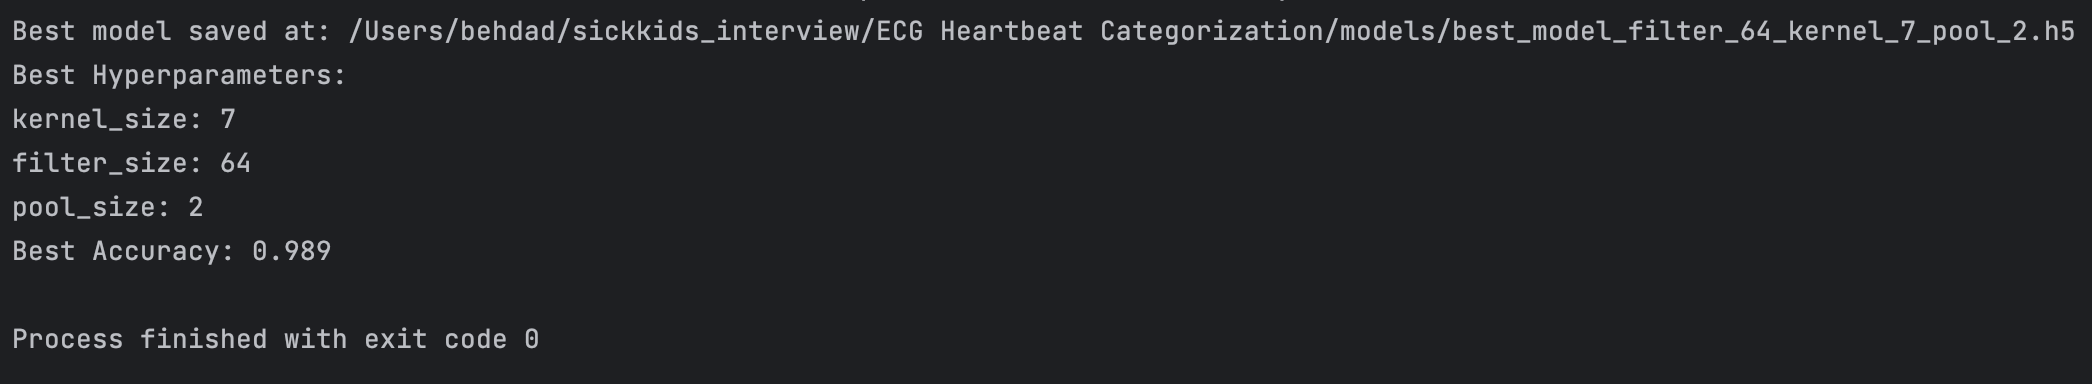 Best model saved at: /Users/behdad/sickkids_interview/ECG Heartbeat Categorization/models/best_model_filter_64_kernel_7_pool_2.h5
Best Hyperparameters:
kernel_size: 7
filter_size: 64
pool_size: 2
Best Accuracy: 0.989
Process finished with exit code 0